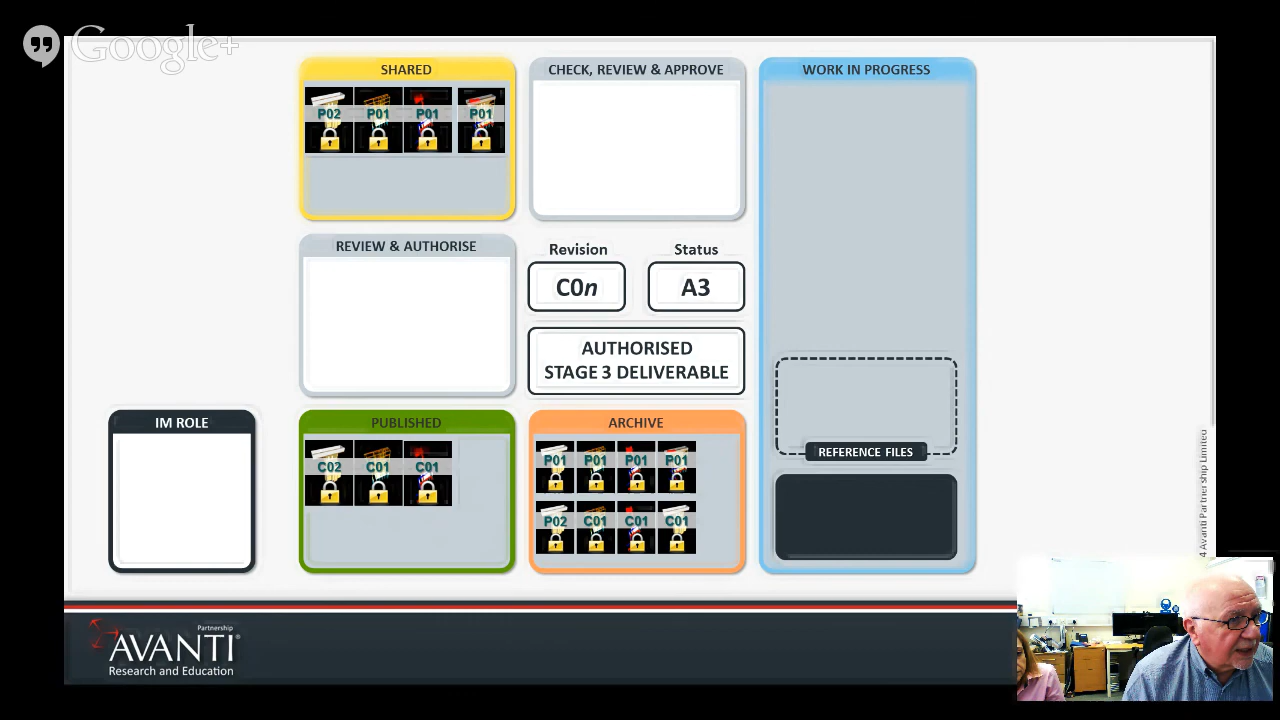 Google+
SHARED
P02 P01 P01 P01
CHECK, REVIEW & APPROVE
WORK IN PROGRESS
REVIEW & AUTHORISE
Revision
Status
C0n
A3
AUTHORISED
STAGE 3 DELIVERABLE
IM ROLE
PUBLISHED
C02 C01 C01
ARCHIVE
P01 P01 P01 P01
P02 C01 C01 C01
REFERENCE FILES
4 Avanti Partnership Limited
Partnership
AVANTI®
Research and Education